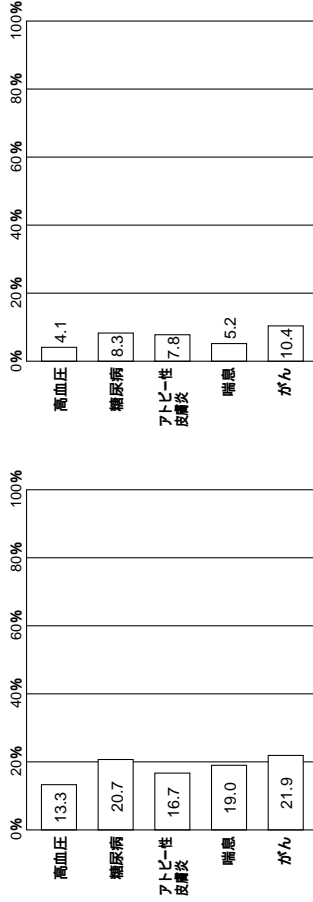 0% 20% 40% 60% 80% 100%
高血圧 13.3
糖尿病 20.7
アトピー性
皮膚炎 16.7
喘息 19.0
がん 21.9
0% 20% 40% 60% 80% 100%
高血圧 4.1
糖尿病 8.3
アトピー性
皮膚炎 7.8
喘息 5.2
がん 10.4